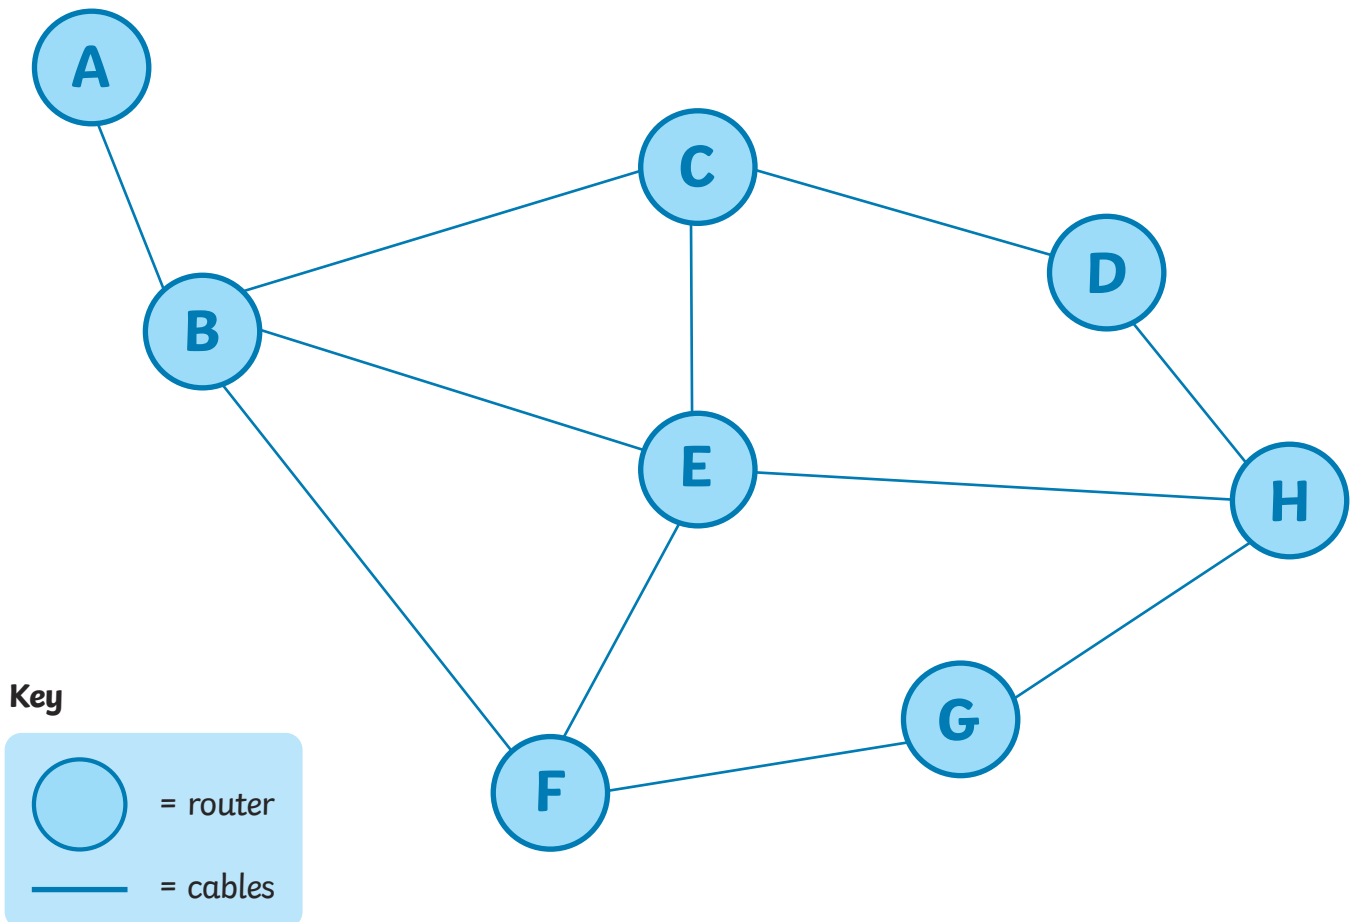 A
C
D
B
E
H
Key
G
F
= router
= cables